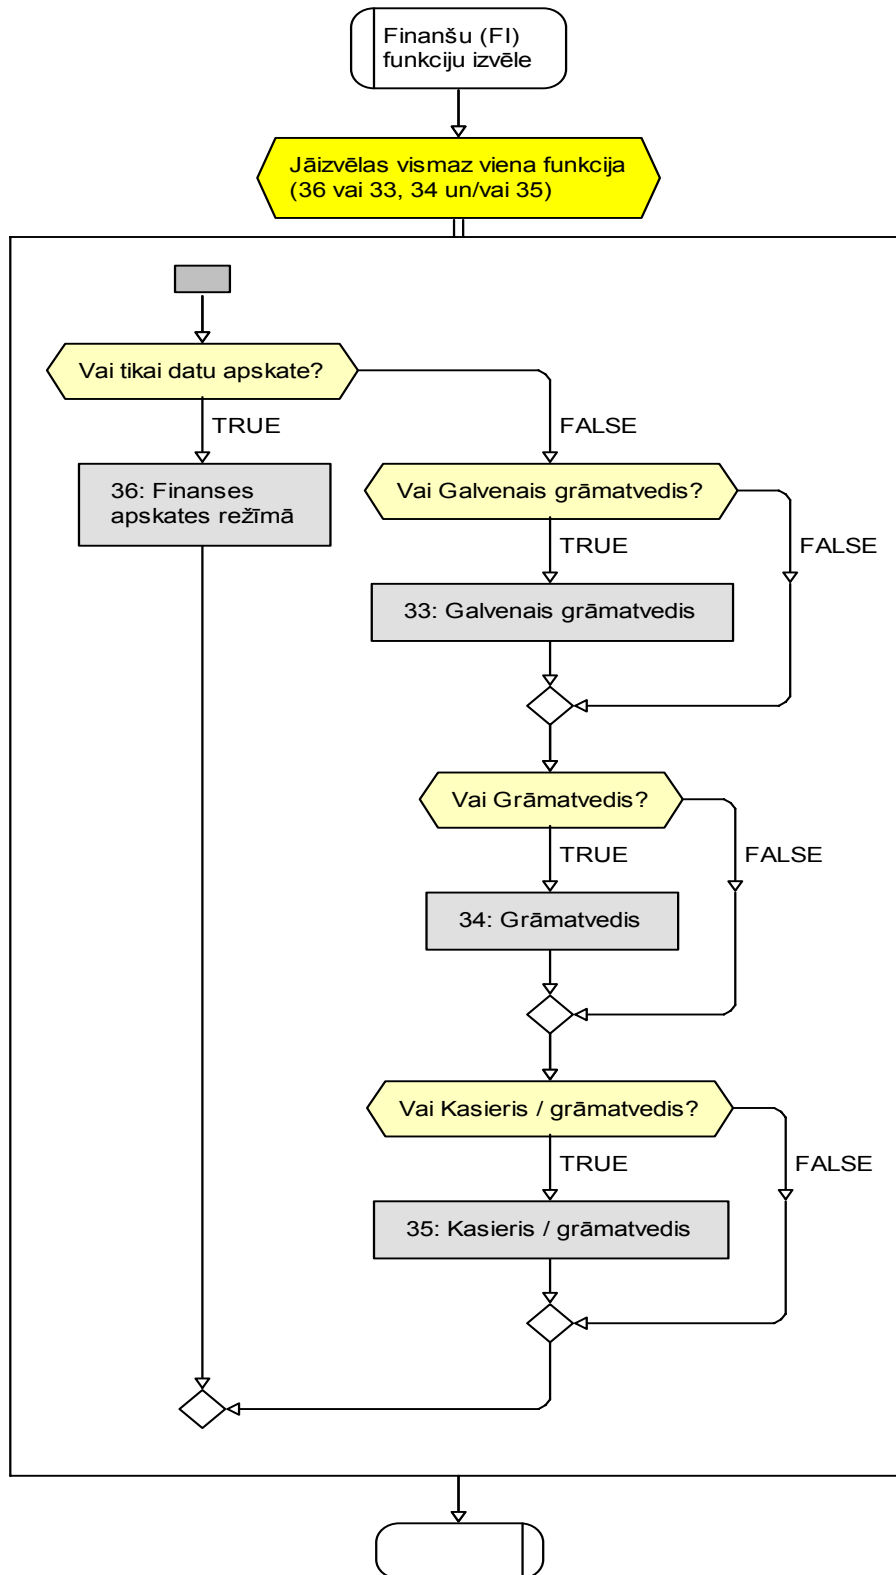 Finanšu (FI)
funkciju izvēle
Jāizvēlas vismaz viena funkcija
(36 vai 33, 34 un/vai 35)
Vai tikai datu apskate?
TRUE
FALSE
36: Finanses
apskates režīmā
Vai Galvenais grāmatvedis?
TRUE
FALSE
33: Galvenais grāmatvedis
Vai Grāmatvedis?
TRUE
FALSE
34: Grāmatvedis
Vai Kasieris / grāmatvedis?
TRUE
FALSE
35: Kasieris / grāmatvedis